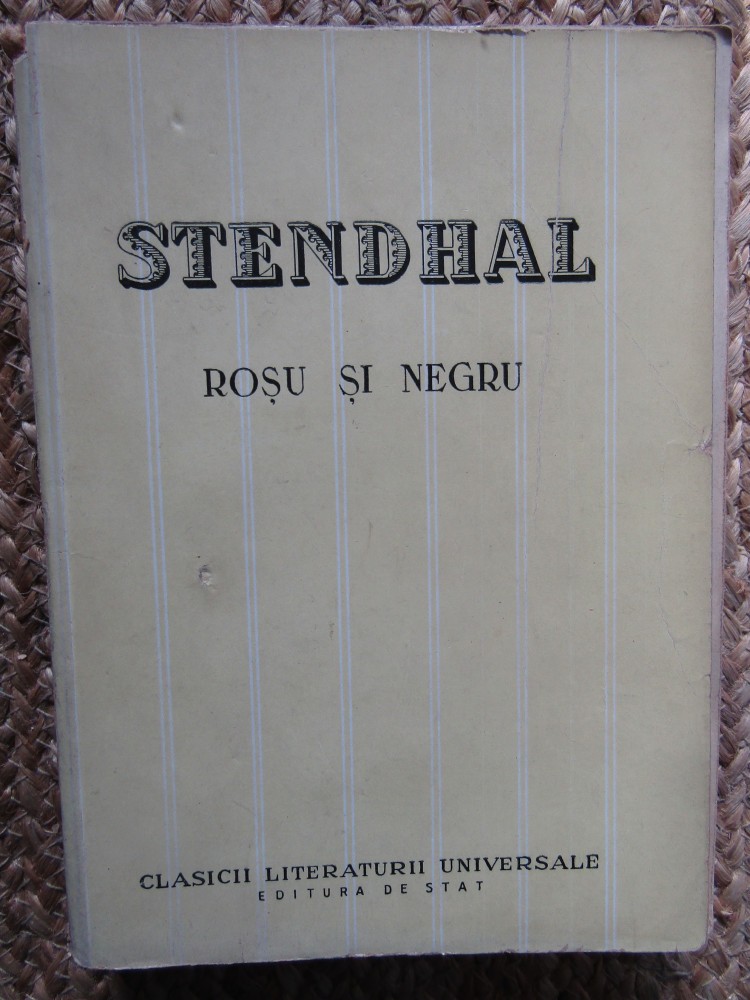 STENDHAL
ROȘU ȘI NEGRU
CLASICII LITERATURII UNIVERSALE
EDITURA DE STAT